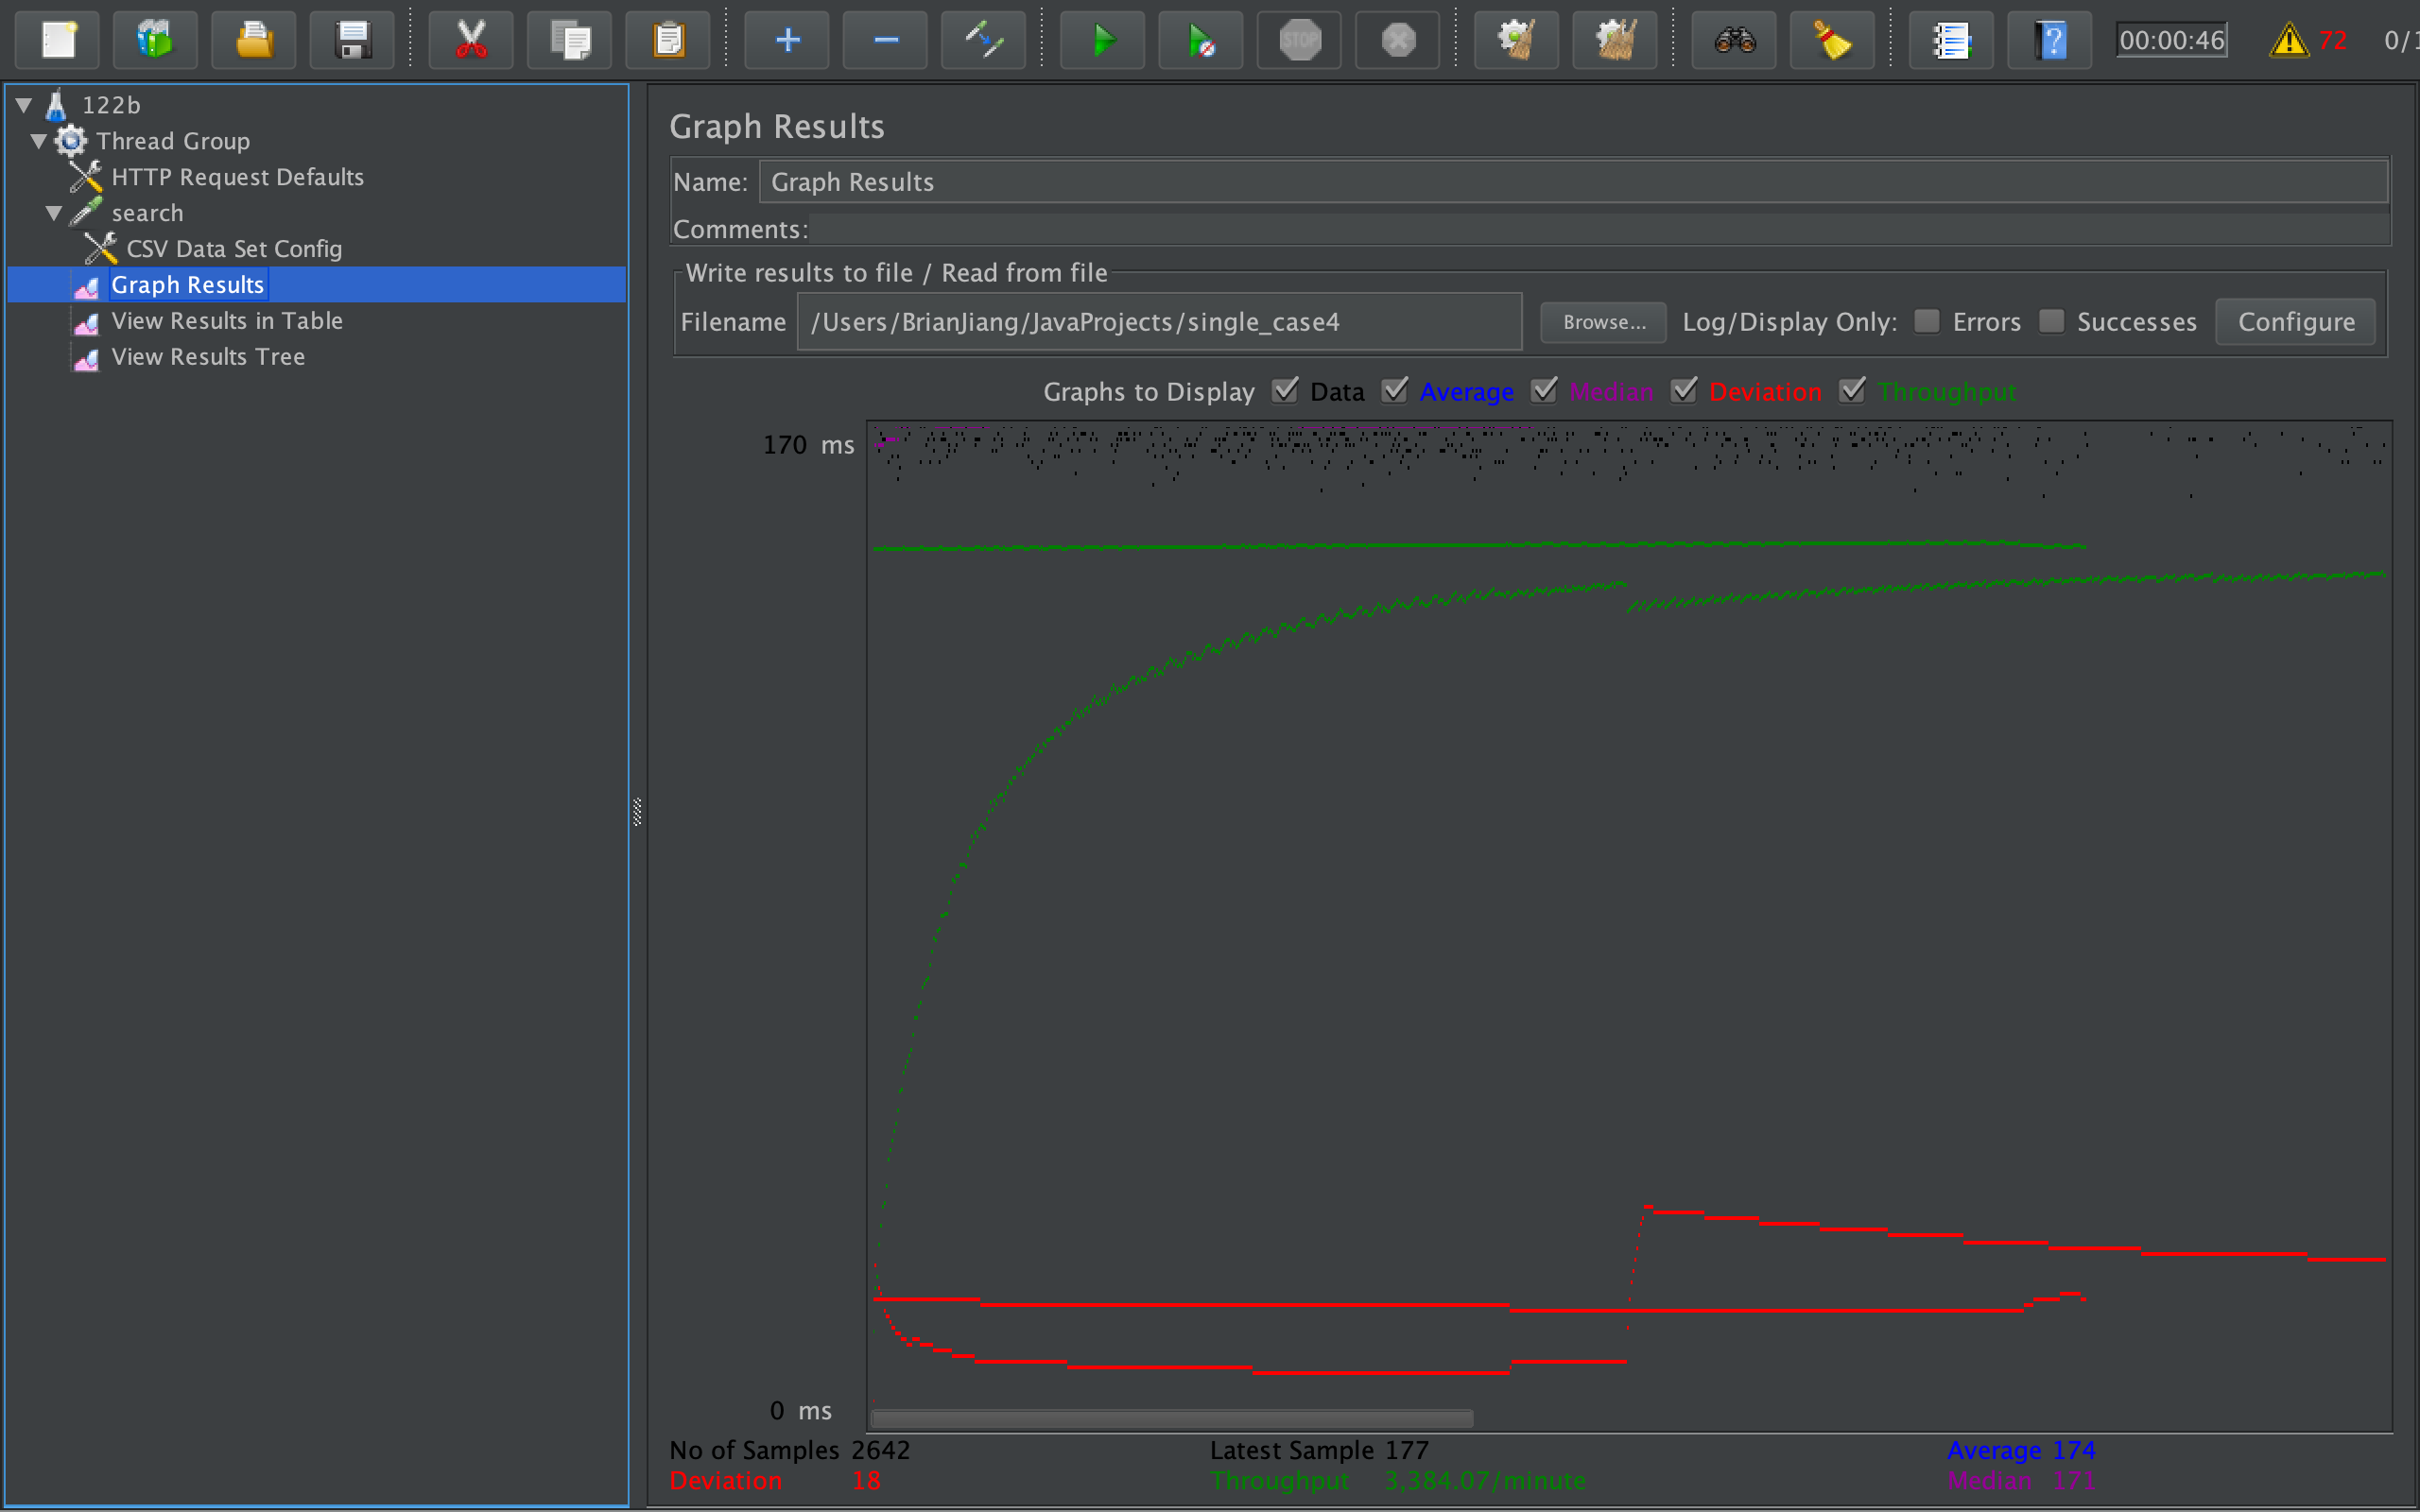 STOP
00:00:46 72 0/1
122b
Thread Group
HTTP Request Defaults
search
CSV Data Set Config
Graph Results
View Results in Table
View Results Tree
Graph Results
Name: Graph Results
Comments:
Write results to file / Read from file
Filename /Users/BrianJiang/JavaProjects/single_case4 Browse... Log/Display Only: Errors Successes Configure
Graphs to Display Data Average Median Deviation Throughput
170 ms
0 ms
No of Samples 2642 Latest Sample 177 Average 174
Deviation 18 Throughput 3,384.07/minute Median 171